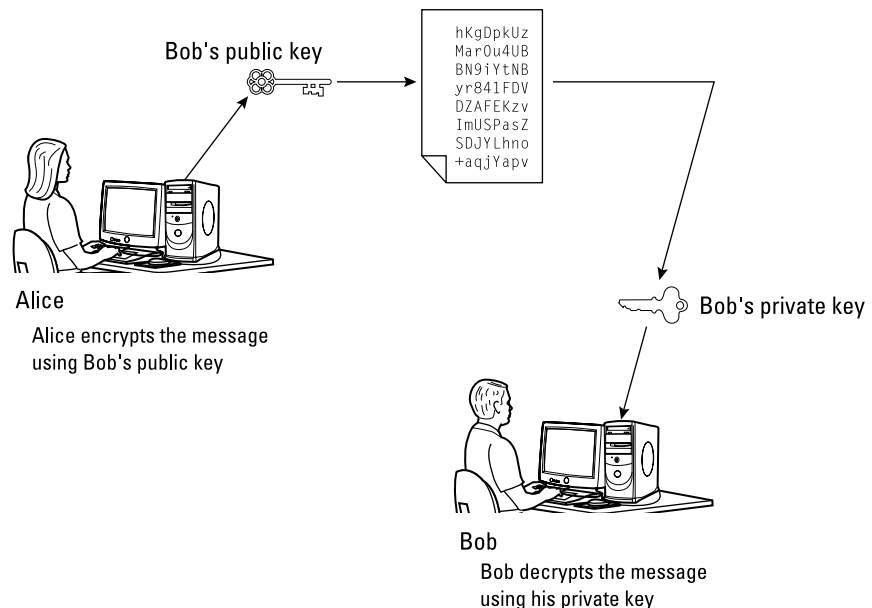 Bob's public key
hKgDpkUz
MarOu4UB
BN9iYtNB
yr841FDV
DZAFEKzv
ImUSPasZ
SDJYLhno
+aqjYapv
Alice
Alice encrypts the message
using Bob's public key
Bob's private key
Bob
Bob decrypts the message
using his private key